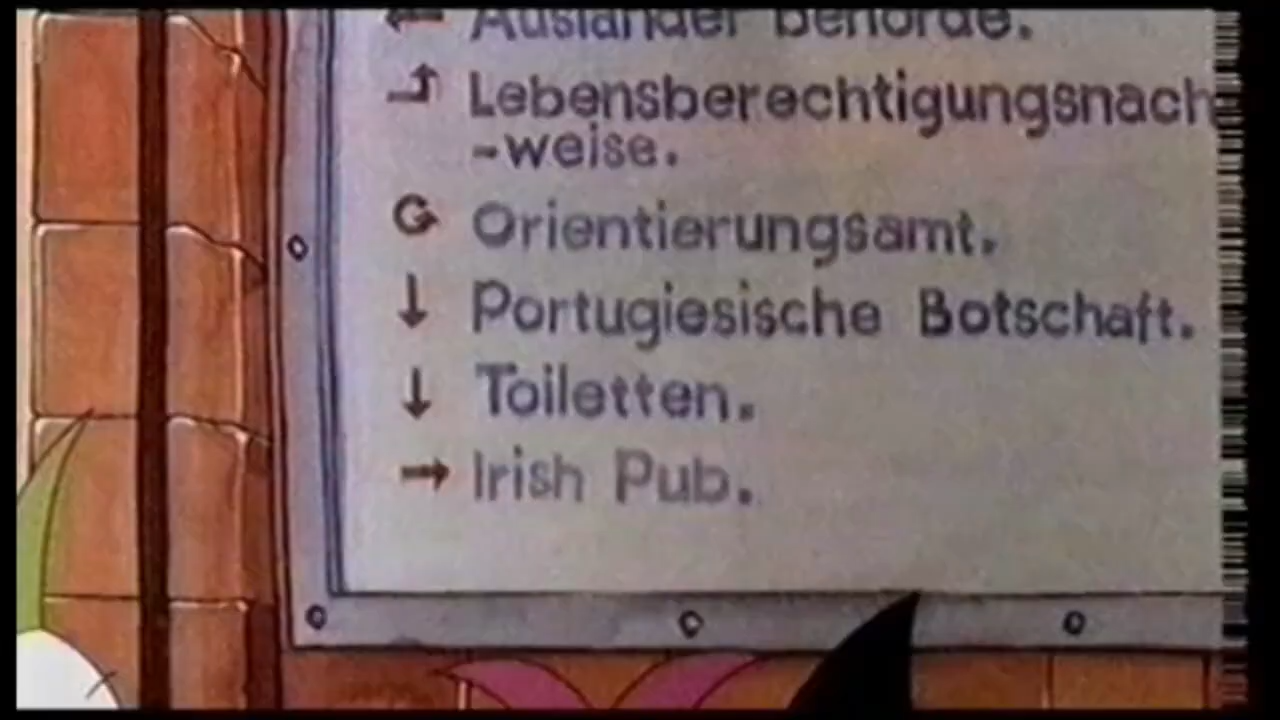 Ausländer behörde.
Lebensberechtigungsnach
-weise.
Orientierungsamt.
Portugiesische Botschaft.
Toiletten.
Irish Pub.